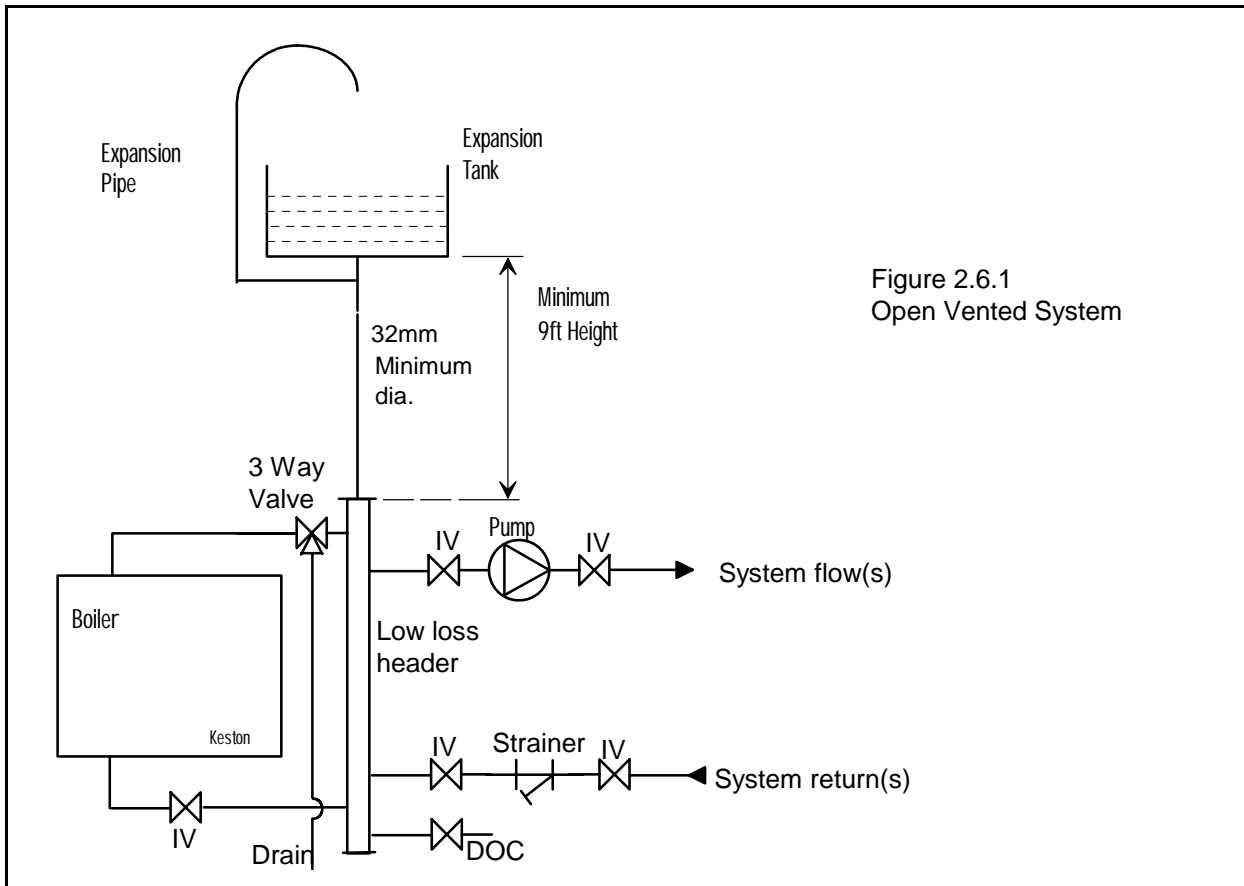 Expansion
Pipe
Expansion
Tank
Minimum
9ft Height
Figure 2.6.1
Open Vented System
32mm
Minimum
dia.
3 Way
Valve
IV
Pump
IV
System flow(s)
Boiler
Low loss
header
Keston
IV
Strainer
IV
System return(s)
IV
Drain
DOC